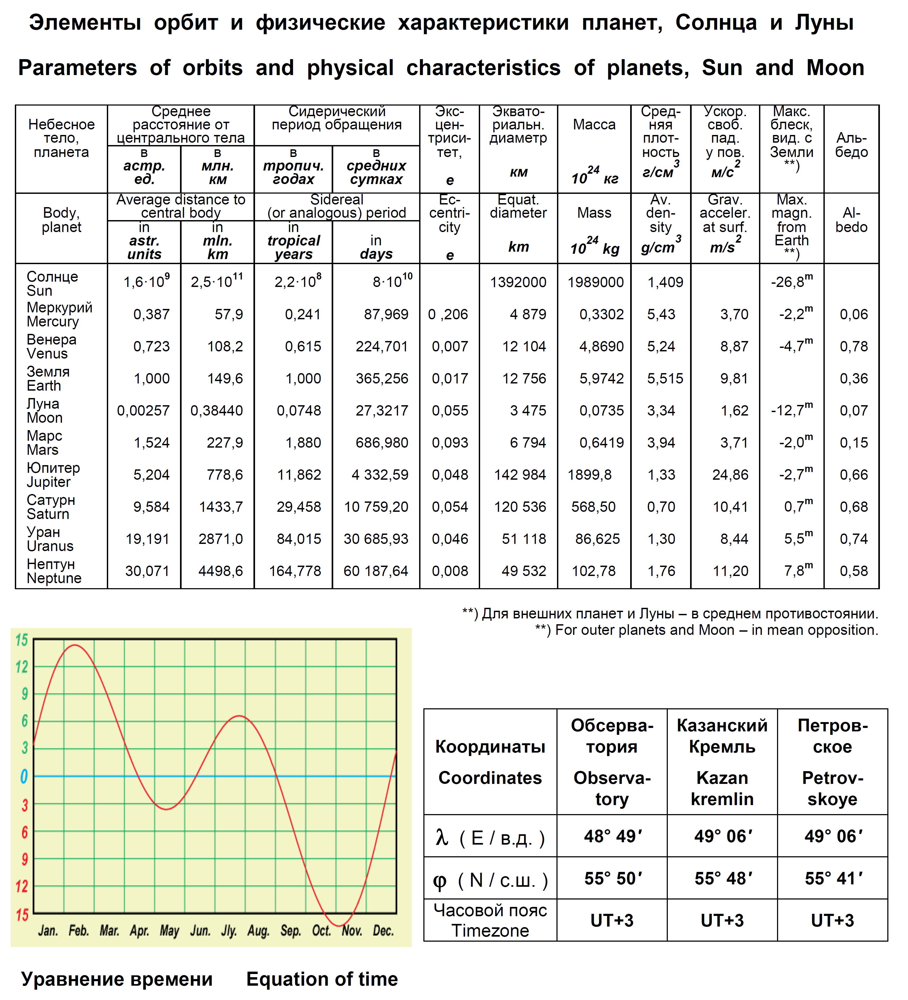 Элементы орбит и физические характеристики планет, Солнца и Луны
Parameters of orbits and physical characteristics of planets, Sun and Moon
Небесное
тело,
планета
Среднее
расстояние от
центрального тела
в
астр.
ед.
в
млн.
км
Сидерический
период обращения
в
тропич.
годах
в
средних
сутках
Экс-
цен-
триси-
тет,
e
Эквато-
риальн.
диаметр
км
Масса
10^24 кг
Сред-
няя
плот-
ность
г/см^3
Ускор.
своб.
пад.
у пов.
м/с^2
Макс.
блеск,
вид. с
Земли
**)
Аль-
бедо
Body,
planet
Average distance to
central body
in
astr.
units
in
mln.
km
Sidereal
(or analogous) period
in
tropical
years
in
days
Ec-
centri-
city
e
Equat.
diameter
km
Mass
10^24 kg
Av.
den-
sity
g/cm^3
Grav.
acceler.
at surf.
m/s^2
Max.
magn.
from
Earth
**)
Al-
bedo
Солнце
Sun
1,6·10^9 2,5·10^11 2,2·10^8 8·10^10 1392000 1989000 1,409 -26,8^m
Меркурий
Mercury
0,387 57,9 0,241 87,969 0 ,206 4 879 0,3302 5,43 3,70 -2,2^m 0,06
Венера
Venus
0,723 108,2 0,615 224,701 0,007 12 104 4,8690 5,24 8,87 -4,7^m 0,78
Земля
Earth
1,000 149,6 1,000 365,256 0,017 12 756 5,9742 5,515 9,81 0,36
Луна
Moon
0,00257 0,38440 0,0748 27,3217 0,055 3 475 0,0735 3,34 1,62 -12,7^m 0,07
Марс
Mars
1,524 227,9 1,880 686,980 0,093 6 794 0,6419 3,94 3,71 -2,0^m 0,15
Юпитер
Jupiter
5,204 778,6 11,862 4 332,59 0,048 142 984 1899,8 1,33 24,86 -2,7^m 0,66
Сатурн
Saturn
9,584 1433,7 29,458 10 759,20 0,054 120 536 568,50 0,70 10,41 0,7^m 0,68
Уран
Uranus
19,191 2871,0 84,015 30 685,93 0,046 51 118 86,625 1,30 8,44 5,5^m 0,74
Нептун
Neptune
30,071 4498,6 164,778 60 187,64 0,008 49 532 102,78 1,76 11,20 7,8^m 0,58
**) Для внешних планет и Луны – в среднем противостоянии.
**) For outer planets and Moon – in mean opposition.
15
12
9
6
3
0
3
6
9
12
15
Jan. Feb. Mar. Apr. May Jun. Jly. Aug. Sep. Oct. Nov. Dec.
Уравнение времени Equation of time
Координаты
Coordinates
Обсерва-
тория
Observa-
tory
Казанский
Кремль
Kazan
kremlin
Петров-
ское
Petrov-
skoye
λ ( E / в.д. ) 48° 49′ 49° 06′ 49° 06′
φ ( N / с.ш. ) 55° 50′ 55° 48′ 55° 41′
Часовой пояс
Timezone
UT+3 UT+3 UT+3